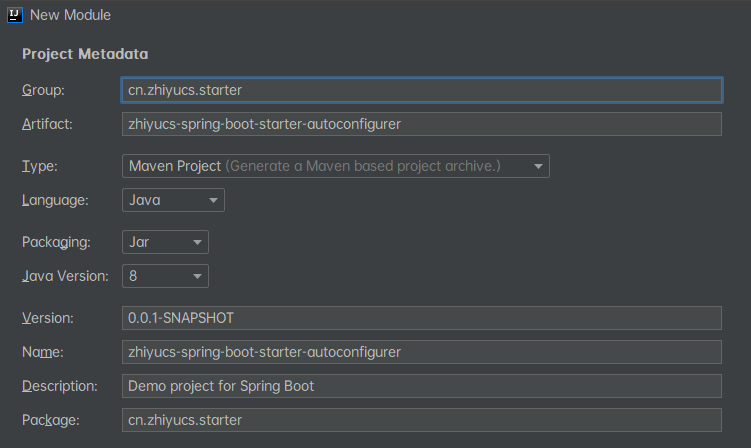 IJ New Module
Project Metadata
Group: cn.zhiyucs.starter
Artifact: zhiyucs-spring-boot-starter-autoconfigurer
Type: Maven Project (Generate a Maven based project archive.)
Language: Java
Packaging: Jar
Java Version: 8
Version: 0.0.1-SNAPSHOT
Name: zhiyucs-spring-boot-starter-autoconfigurer
Description: Demo project for Spring Boot
Package: cn.zhiyucs.starter